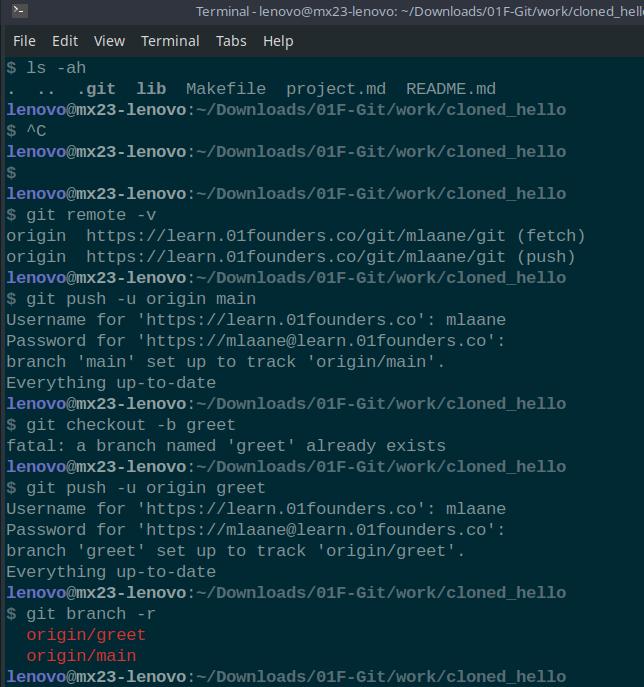 Terminal - lenovo@mx23-lenovo: ~/Downloads/01F-Git/work/cloned_hello
File Edit View Terminal Tabs Help
$ ls -ah
. .. .git lib Makefile project.md README.md
lenovo@mx23-lenovo:~/Downloads/01F-Git/work/cloned_hello
$ ^C
lenovo@mx23-lenovo:~/Downloads/01F-Git/work/cloned_hello
$
lenovo@mx23-lenovo:~/Downloads/01F-Git/work/cloned_hello
$ git remote -v
origin https://learn.01founders.co/git/mlaane/git (fetch)
origin https://learn.01founders.co/git/mlaane/git (push)
lenovo@mx23-lenovo:~/Downloads/01F-Git/work/cloned_hello
$ git push -u origin main
Username for 'https://learn.01founders.co': mlaane
Password for 'https://mlaane@learn.01founders.co':
branch 'main' set up to track 'origin/main'.
Everything up-to-date
lenovo@mx23-lenovo:~/Downloads/01F-Git/work/cloned_hello
$ git checkout -b greet
fatal: a branch named 'greet' already exists
lenovo@mx23-lenovo:~/Downloads/01F-Git/work/cloned_hello
$ git push -u origin greet
Username for 'https://learn.01founders.co': mlaane
Password for 'https://mlaane@learn.01founders.co':
branch 'greet' set up to track 'origin/greet'.
Everything up-to-date
lenovo@mx23-lenovo:~/Downloads/01F-Git/work/cloned_hello
$ git branch -r
origin/greet
origin/main
lenovo@mx23-lenovo:~/Downloads/01F-Git/work/cloned_hello